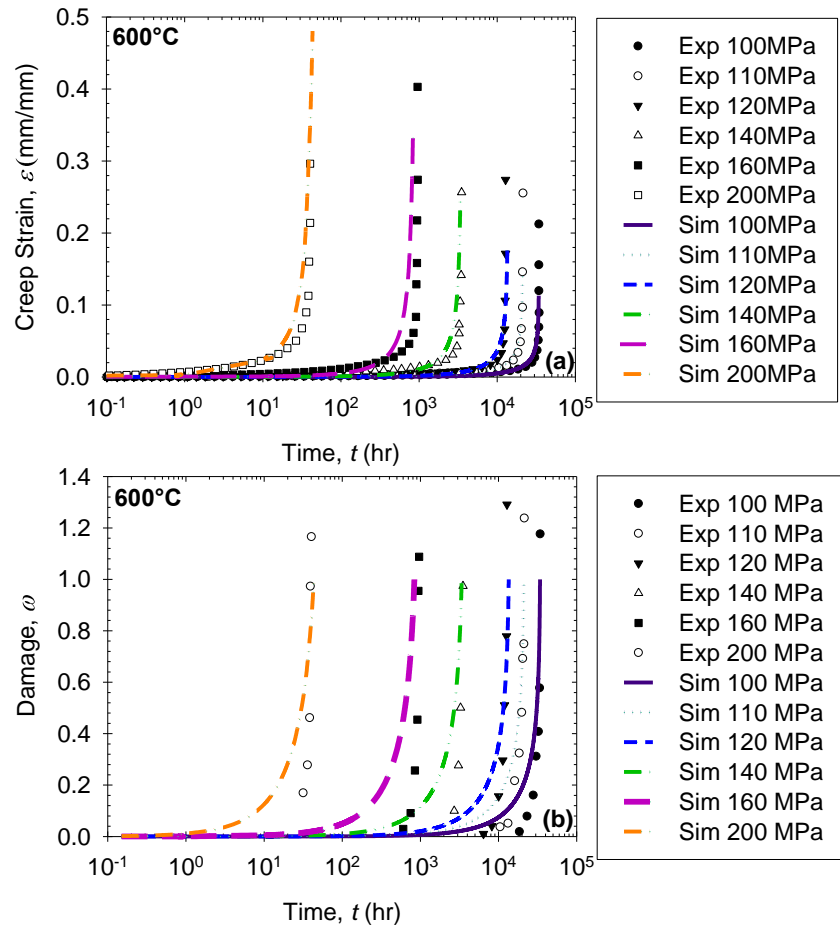 600°C
Creep Strain, ε (mm/mm)
0.5
0.4
0.3
0.2
0.1
0.0
(a)
10-1 100 101 102 103 104 105
Time, t (hr)
Exp 100MPa
Exp 110MPa
Exp 120MPa
Exp 140MPa
Exp 160MPa
Exp 200MPa
Sim 100MPa
Sim 110MPa
Sim 120MPa
Sim 140MPa
Sim 160MPa
Sim 200MPa
600°C
Damage, ω
1.4
1.2
1.0
0.8
0.6
0.4
0.2
0.0
(b)
10-1 100 101 102 103 104 105
Time, t (hr)
Exp 100 MPa
Exp 110 MPa
Exp 120 MPa
Exp 140 MPa
Exp 160 MPa
Exp 200 MPa
Sim 100 MPa
Sim 110 MPa
Sim 120 MPa
Sim 140 MPa
Sim 160 MPa
Sim 200 MPa